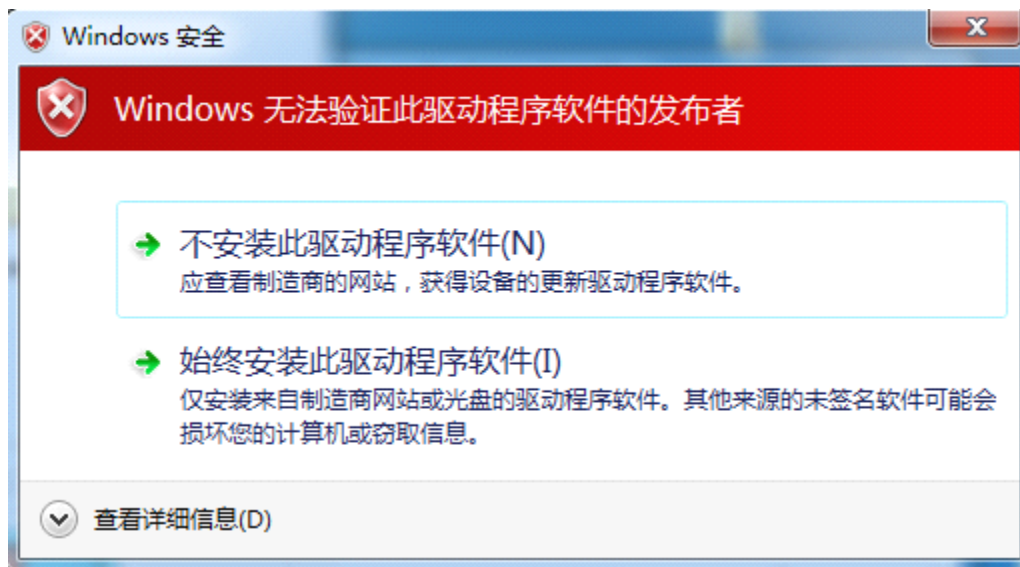 Windows 安全
Windows 无法验证此驱动程序软件的发布者
不安装此驱动程序软件(N)
应查看制造商的网站，获得设备的更新驱动程序软件。
始终安装此驱动程序软件(I)
仅安装来自制造商网站或光盘的驱动程序软件。其他来源的未签名软件可能会
损坏您的计算机或窃取信息。
查看详细信息(D)